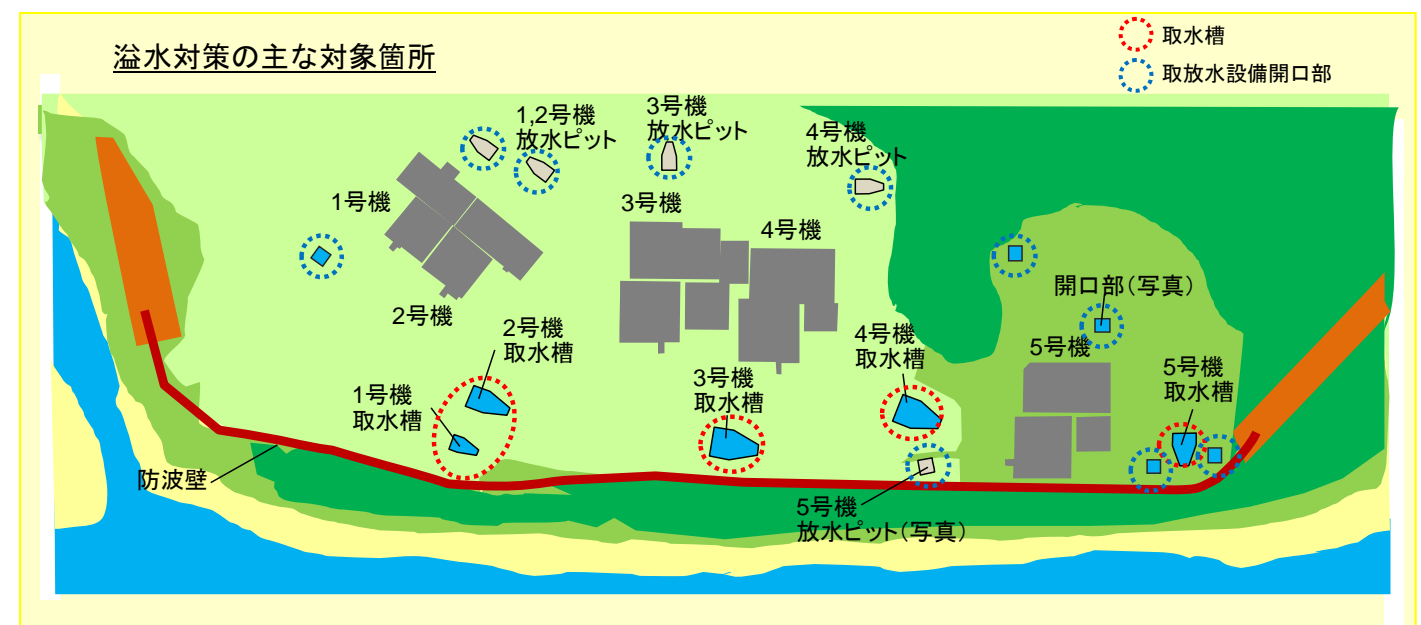 溢水対策の主な対象箇所
取水槽
取放水設備開口部
1,2号機
放水ピット
3号機
放水ピット
4号機
放水ピット
1号機
3号機
4号機
2号機
開口部(写真)
5号機
2号機
取水槽
1号機
取水槽
3号機
取水槽
4号機
取水槽
5号機
取水槽
防波壁
5号機
放水ピット(写真)